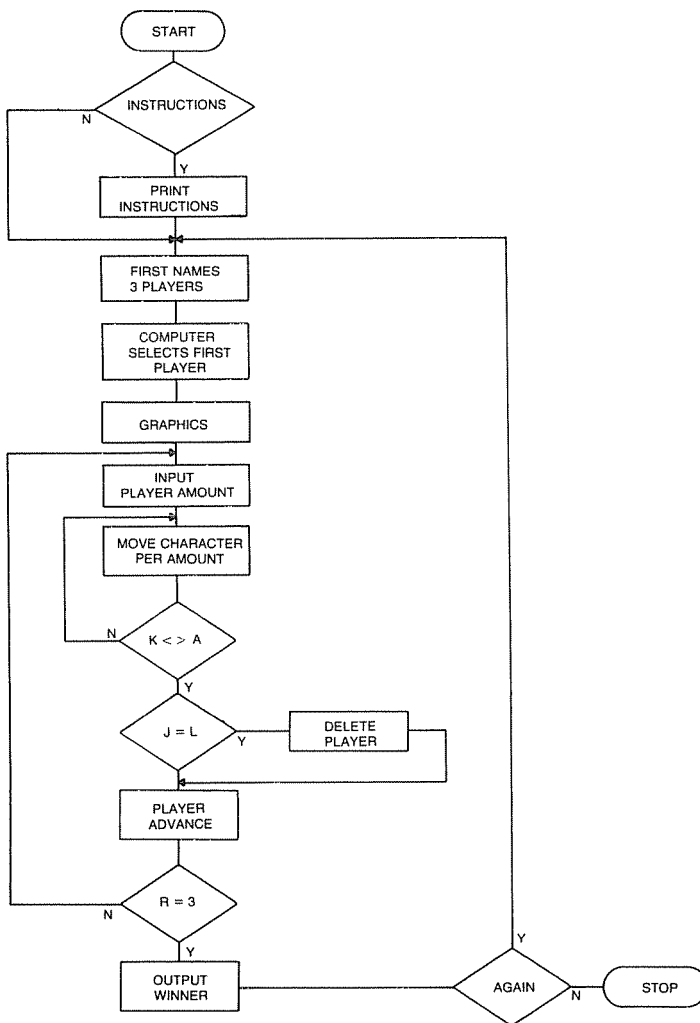 START
INSTRUCTIONS
N
Y
PRINT
INSTRUCTIONS
FIRST NAMES
3 PLAYERS
COMPUTER
SELECTS FIRST
PLAYER
GRAPHICS
INPUT
PLAYER AMOUNT
MOVE CHARACTER
PER AMOUNT
N
K < > A
Y
J = L
Y
DELETE
PLAYER
PLAYER
ADVANCE
R = 3
N
Y
OUTPUT
WINNER
Y
AGAIN
N
STOP